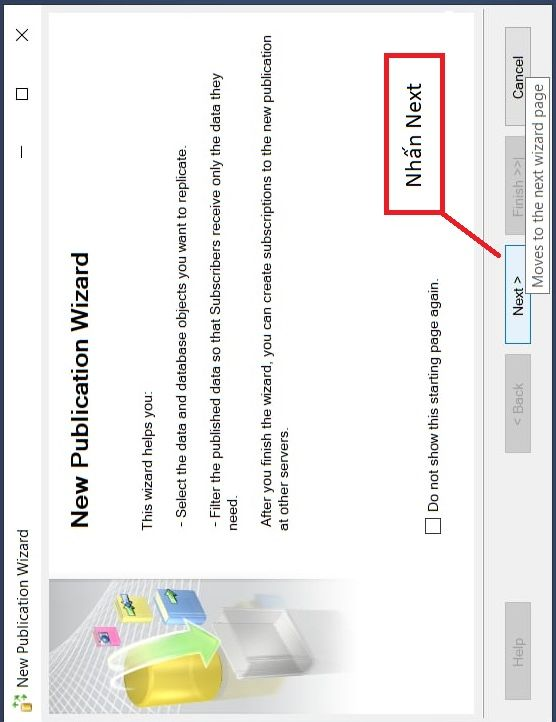 New Publication Wizard
New Publication Wizard
This wizard helps you:
- Select the data and database objects you want to replicate.
- Filter the published data so that Subscribers receive only the data they
need.
After you finish the wizard, you can create subscriptions to the new publication
at other servers.
Nhấn Next
Do not show this starting page again.
Help
< Back
Next >
Finish >>|
Cancel
Moves to the next wizard page